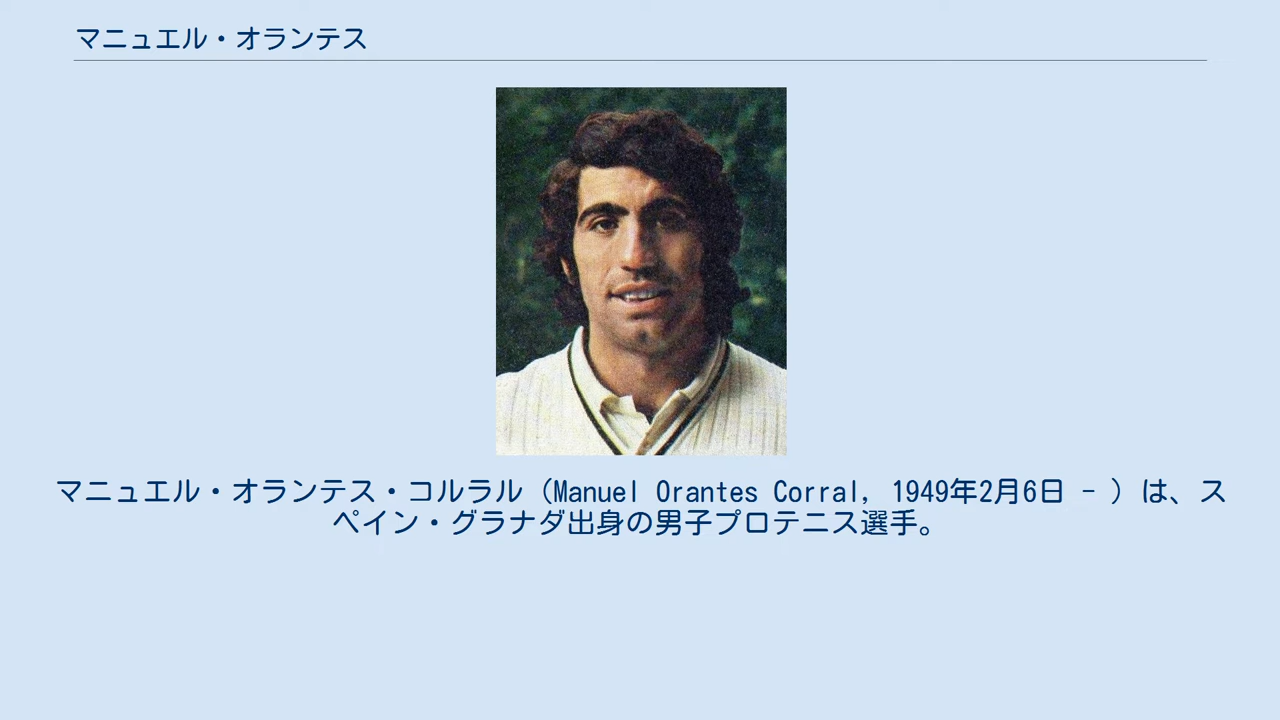 マニュエル・オランテス
マニュエル・オランテス・コルラル（Manuel Orantes Corral, 1949年2月6日 - ）は、ス
ペイン・グラナダ出身の男子プロテニス選手。